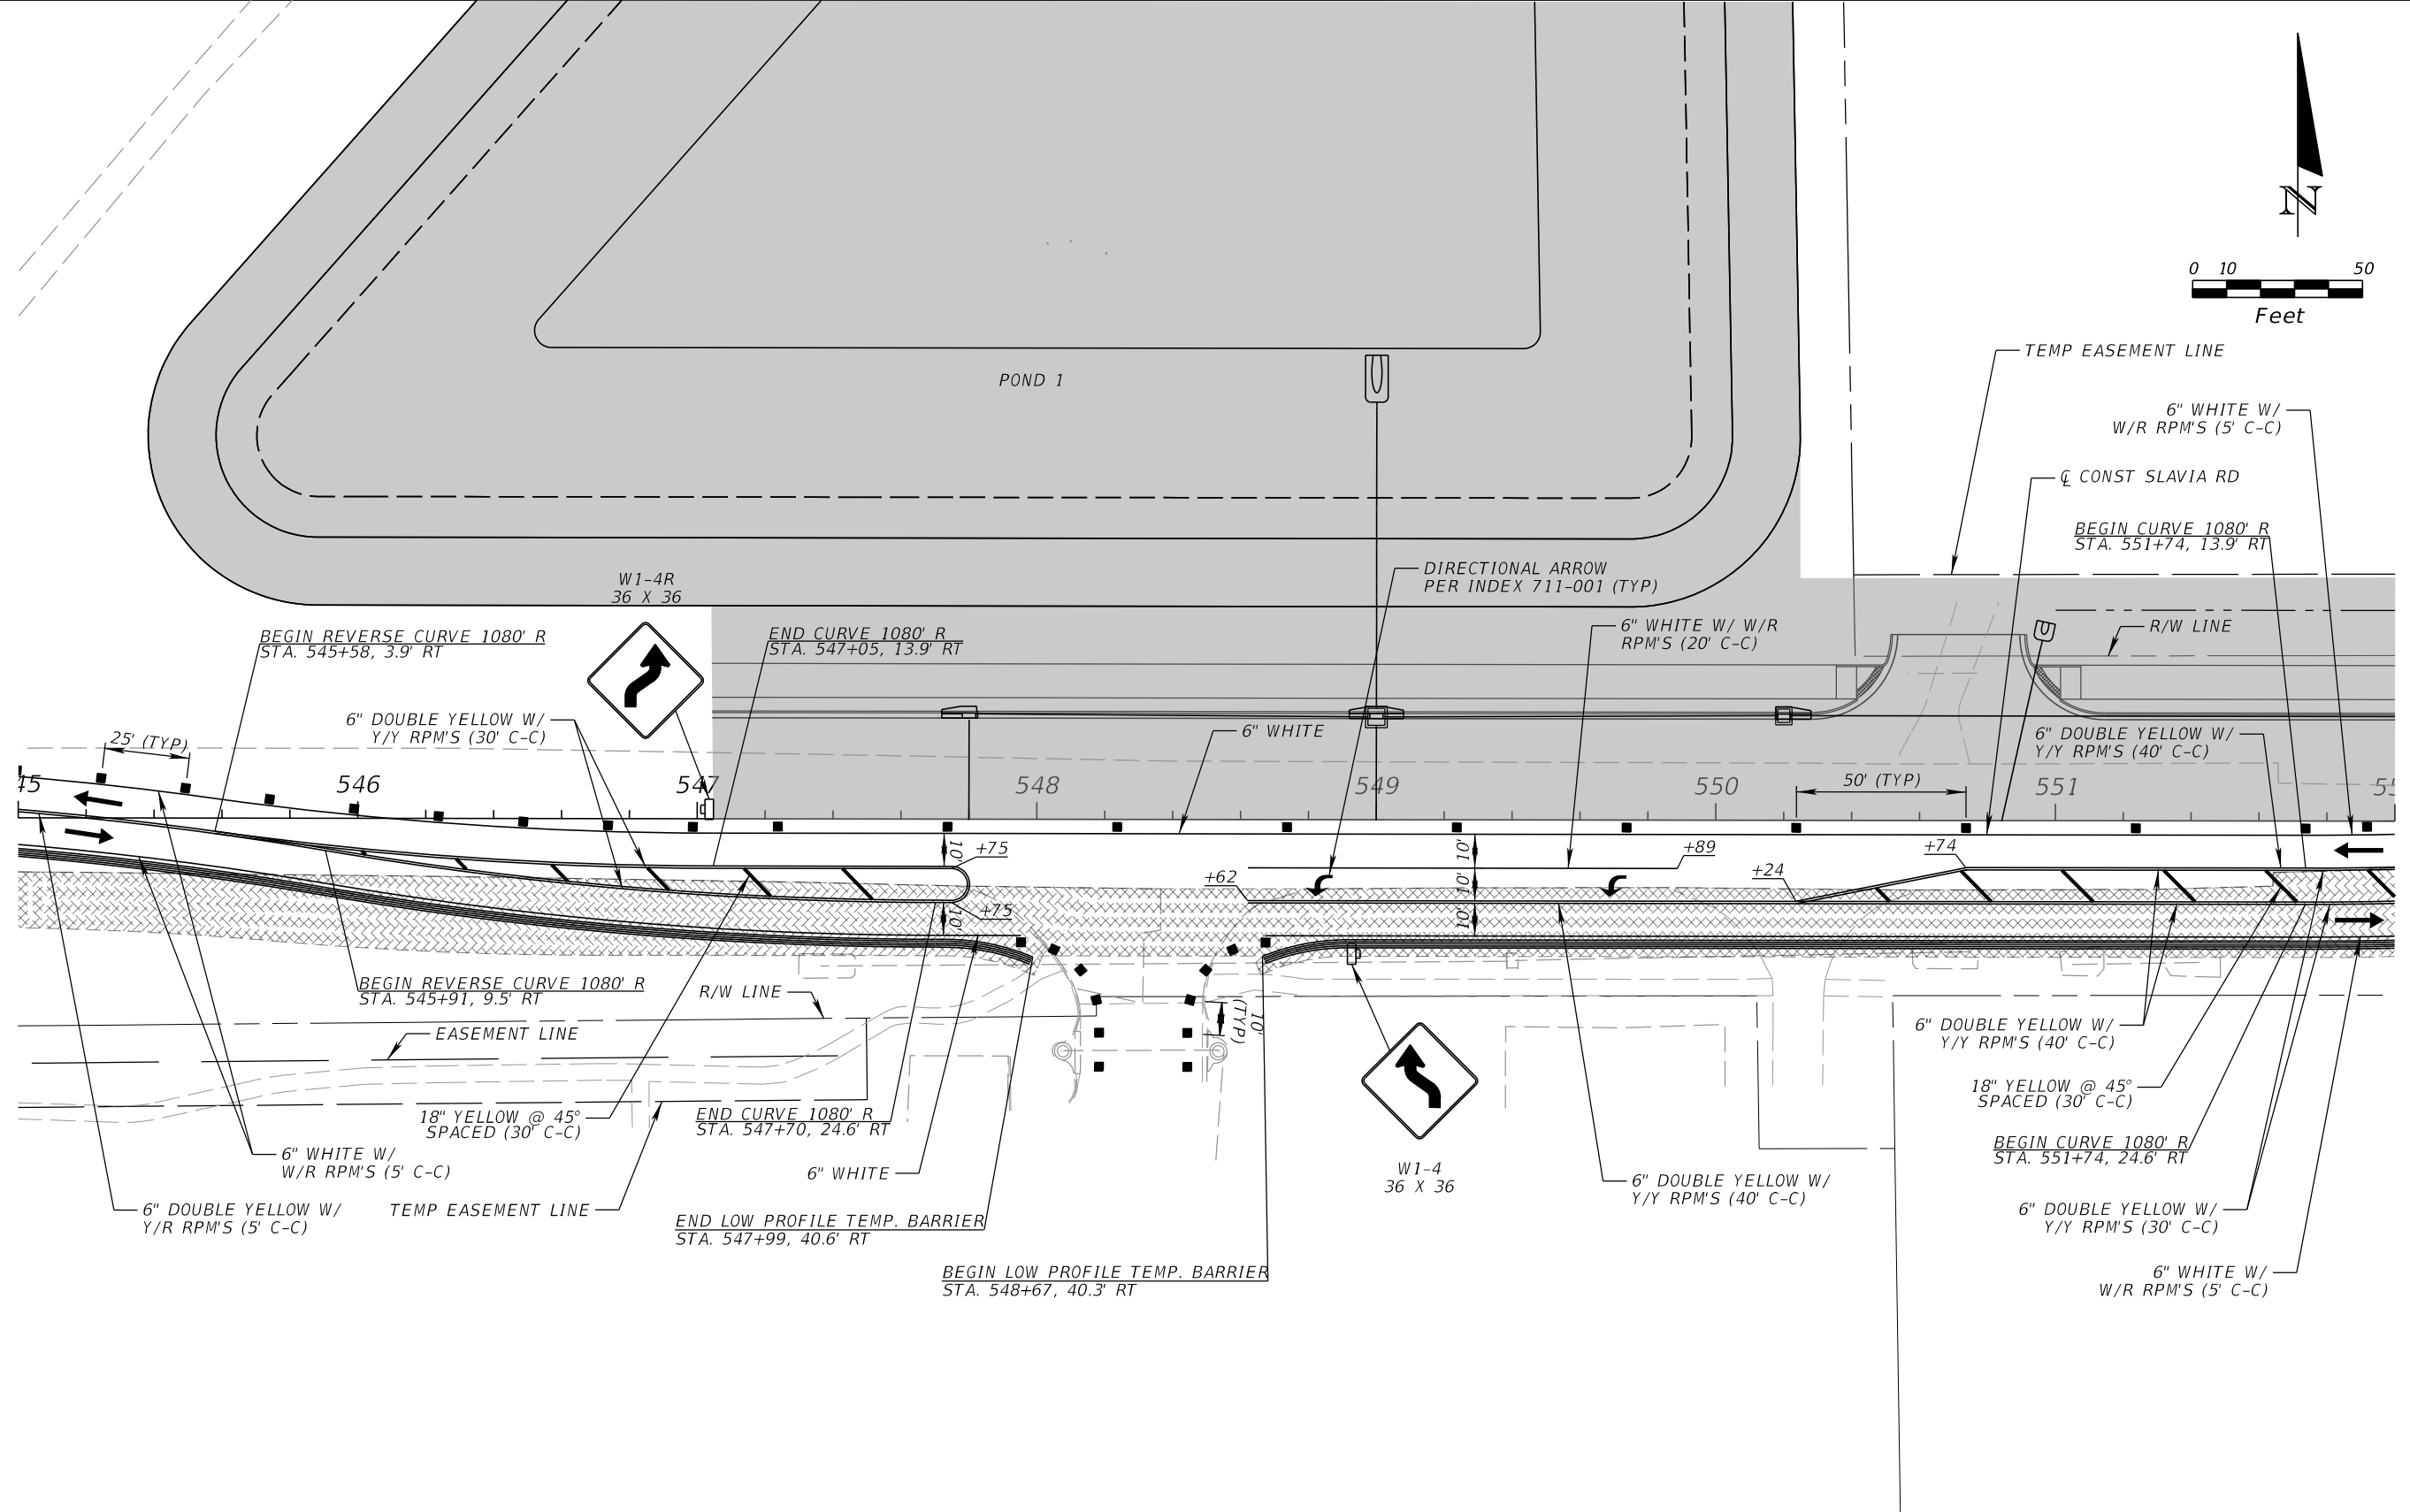 N
0 10 50
Feet
TEMP EASEMENT LINE
6" WHITE W/
W/R RPM'S (5' C-C)
℄ CONST SLAVIA RD
BEGIN CURVE 1080' R
STA. 551+74, 13.9' RT
POND 1
DIRECTIONAL ARROW
PER INDEX 711-001 (TYP)
W1-4R
36 X 36
BEGIN REVERSE CURVE 1080' R
STA. 545+58, 3.9' RT
END CURVE 1080' R
STA. 547+05, 13.9' RT
6" WHITE W/ W/R
RPM'S (20' C-C)
R/W LINE
6" DOUBLE YELLOW W/
Y/Y RPM'S (30' C-C)
25' (TYP)
6" WHITE
6" DOUBLE YELLOW W/
Y/Y RPM'S (40' C-C)
50' (TYP)
45 546 547 548 549 550 551 55
10'
+75
10'
+89
+74
+62
10'
+24
10'
+75
10'
BEGIN REVERSE CURVE 1080' R
STA. 545+91, 9.5' RT
R/W LINE
EASEMENT LINE
10'
(TYP)
6" DOUBLE YELLOW W/
Y/Y RPM'S (40' C-C)
18" YELLOW @ 45°
SPACED (30' C-C)
END CURVE 1080' R
STA. 547+70, 24.6' RT
18" YELLOW @ 45°
SPACED (30' C-C)
6" WHITE W/
W/R RPM'S (5' C-C)
6" WHITE
W1-4
36 X 36
BEGIN CURVE 1080' R
STA. 551+74, 24.6' RT
6" DOUBLE YELLOW W/
Y/Y RPM'S (40' C-C)
6" DOUBLE YELLOW W/
Y/R RPM'S (5' C-C)
TEMP EASEMENT LINE
END LOW PROFILE TEMP. BARRIER
STA. 547+99, 40.6' RT
6" DOUBLE YELLOW W/
Y/Y RPM'S (30' C-C)
BEGIN LOW PROFILE TEMP. BARRIER
STA. 548+67, 40.3' RT
6" WHITE W/
W/R RPM'S (5' C-C)